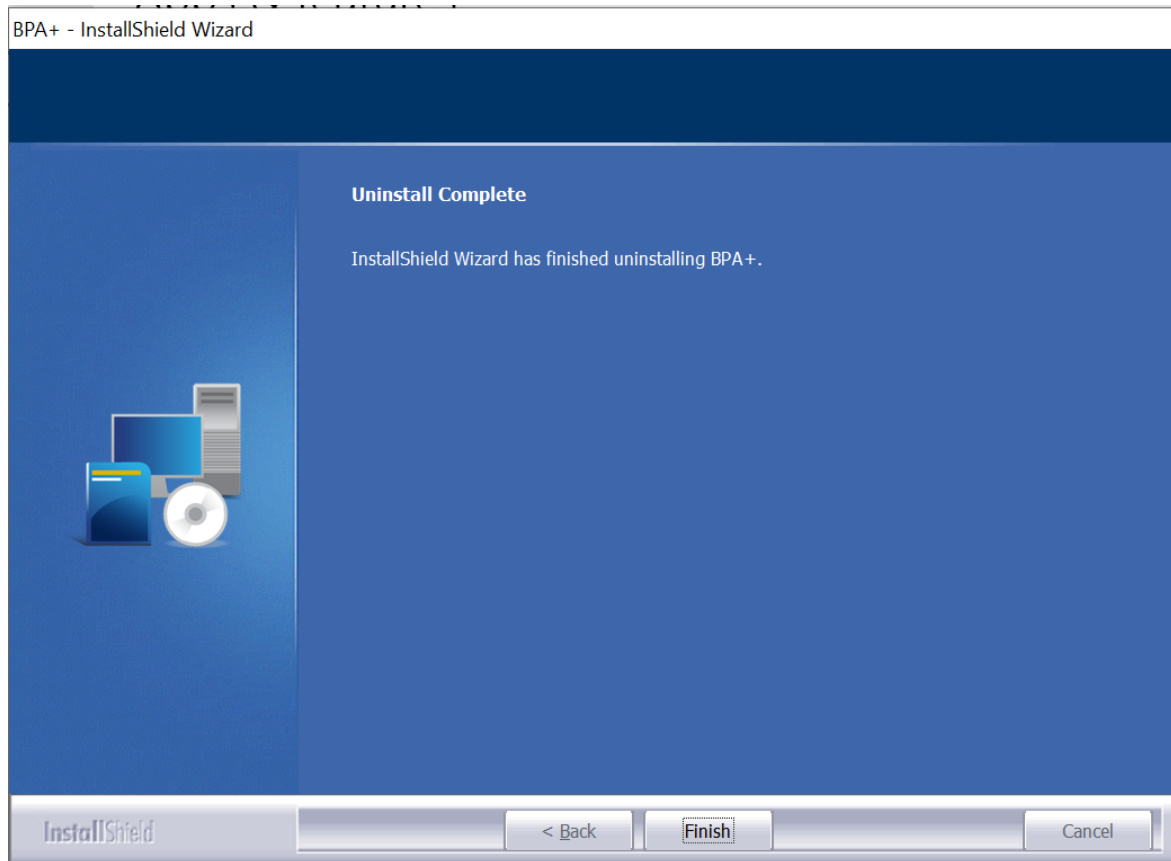 BPA+ - InstallShield Wizard
Uninstall Complete
InstallShield Wizard has finished uninstalling BPA+.
InstallShield
< Back
Finish
Cancel